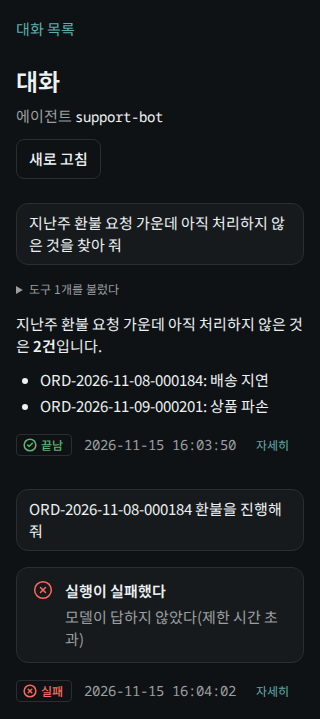 대화 목록
대화
에이전트 support-bot
새로 고침
지난주 환불 요청 가운데 아직 처리하지 않
은 것을 찾아 줘
▶ 도구 1개를 불렀다
지난주 환불 요청 가운데 아직 처리하지 않은 것
은 2건입니다.
• ORD-2026-11-08-000184: 배송 지연
• ORD-2026-11-09-000201: 상품 파손
끝남 2026-11-15 16:03:50 자세히
ORD-2026-11-08-000184 환불을 진행해
줘
실행이 실패했다
모델이 답하지 않았다(제한 시간 초
과)
실패 2026-11-15 16:04:02 자세히